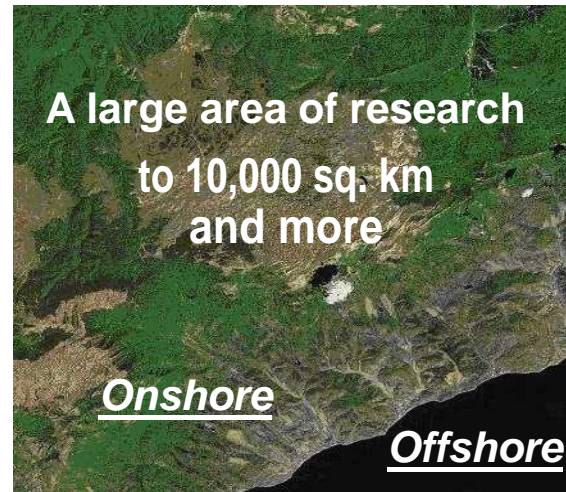 A large area of research
to 10,000 sq. km
and more
Onshore
Offshore